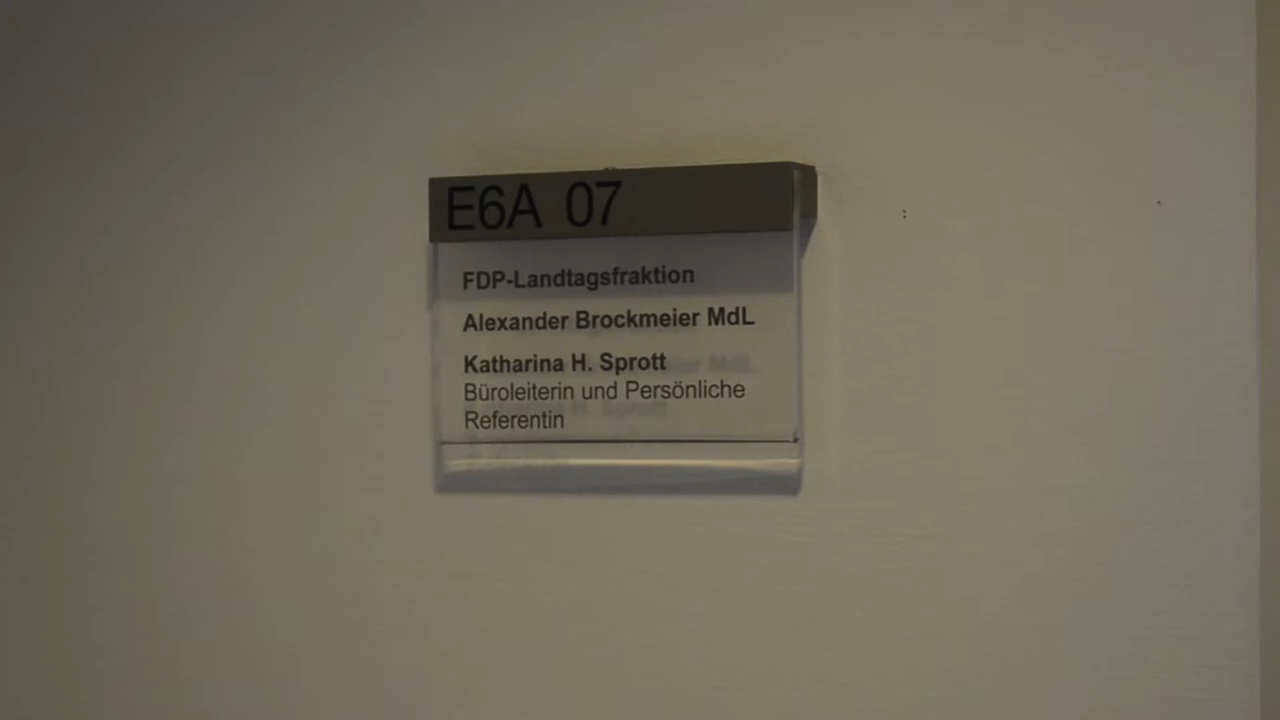 E6A 07
FDP-Landtagsfraktion
Alexander Brockmeier MdL
Katharina H. Sprott
Büroleiterin und Persönliche
Referentin